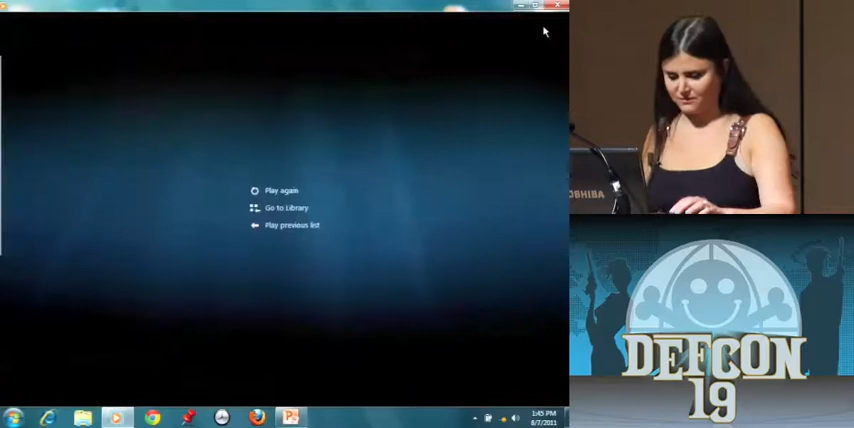 Play again
Go to Library
Play previous list
1:45 PM
8/7/2011
TOSHIBA
DEFCON
19